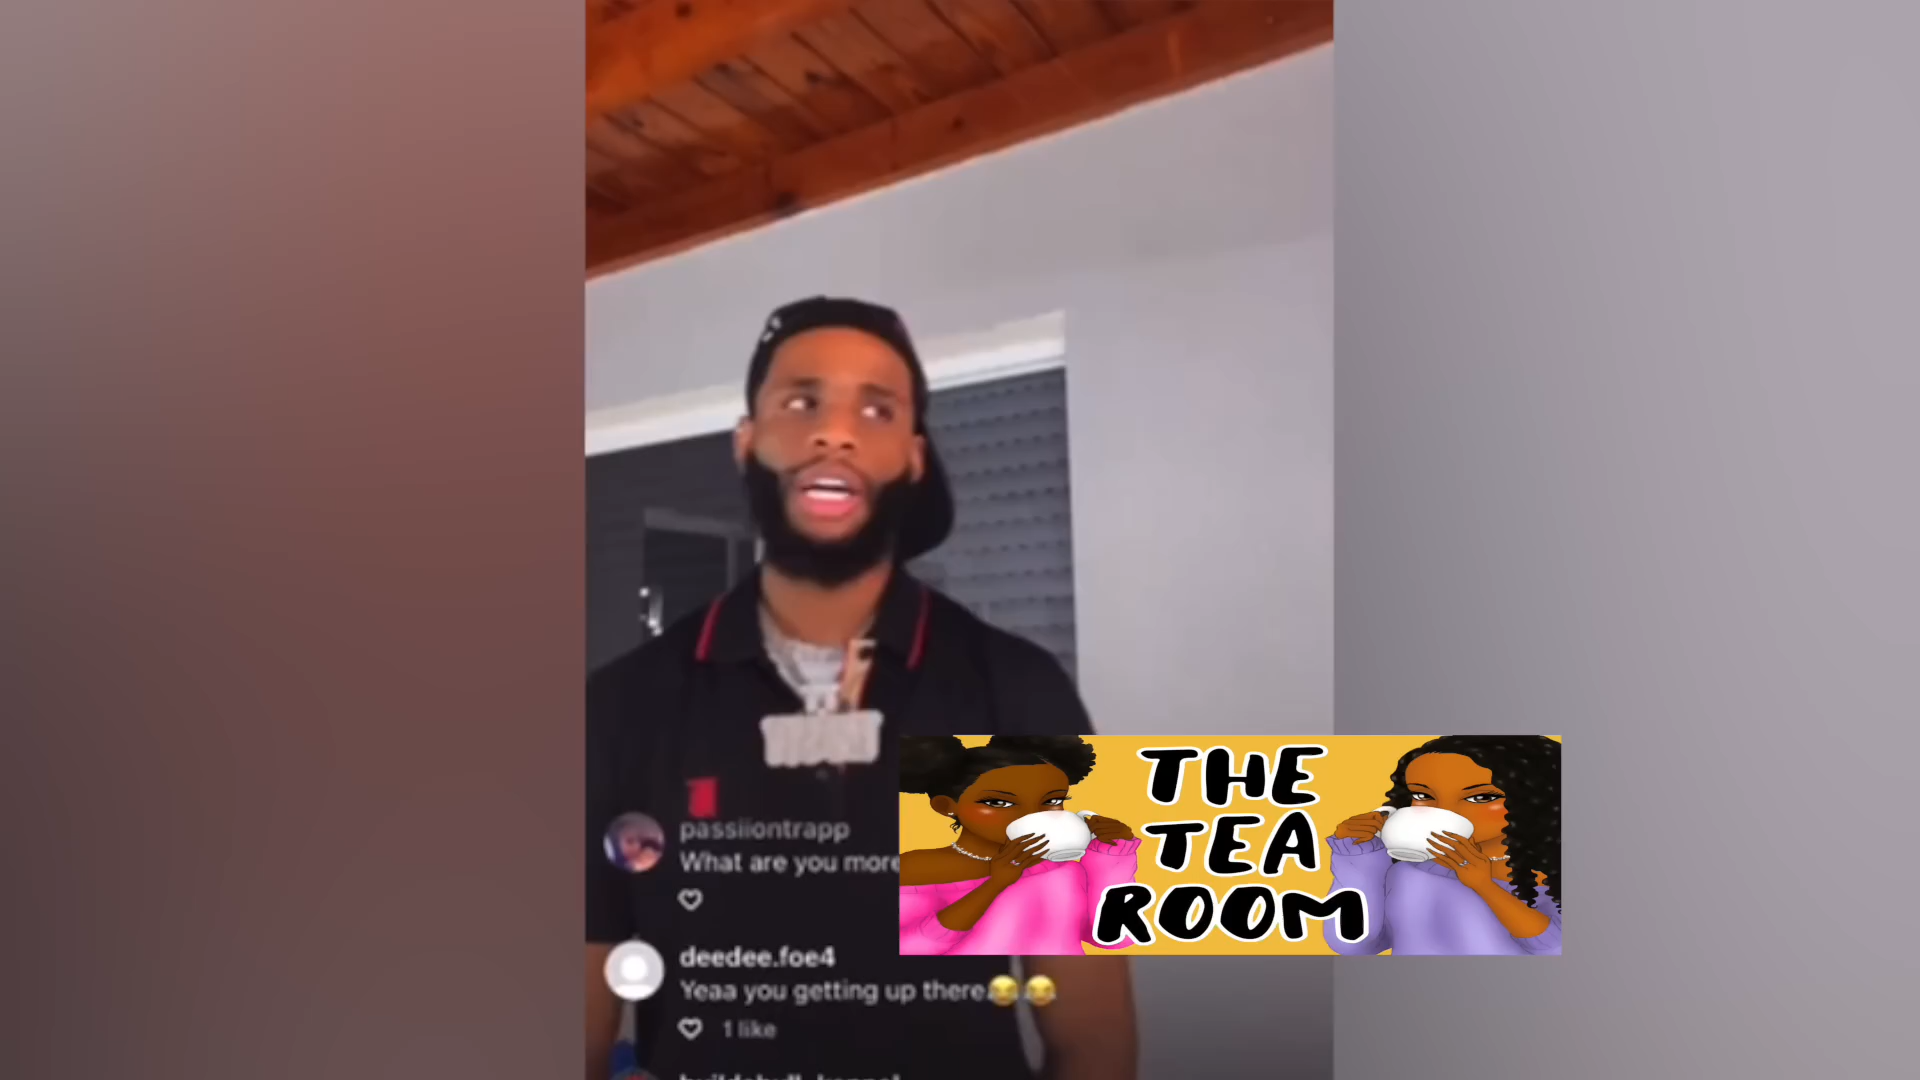 passiiontrapp
What are you more
deedee.foe4
Yeaa you getting up there😂😂
1 like
THE
TEA
ROOM